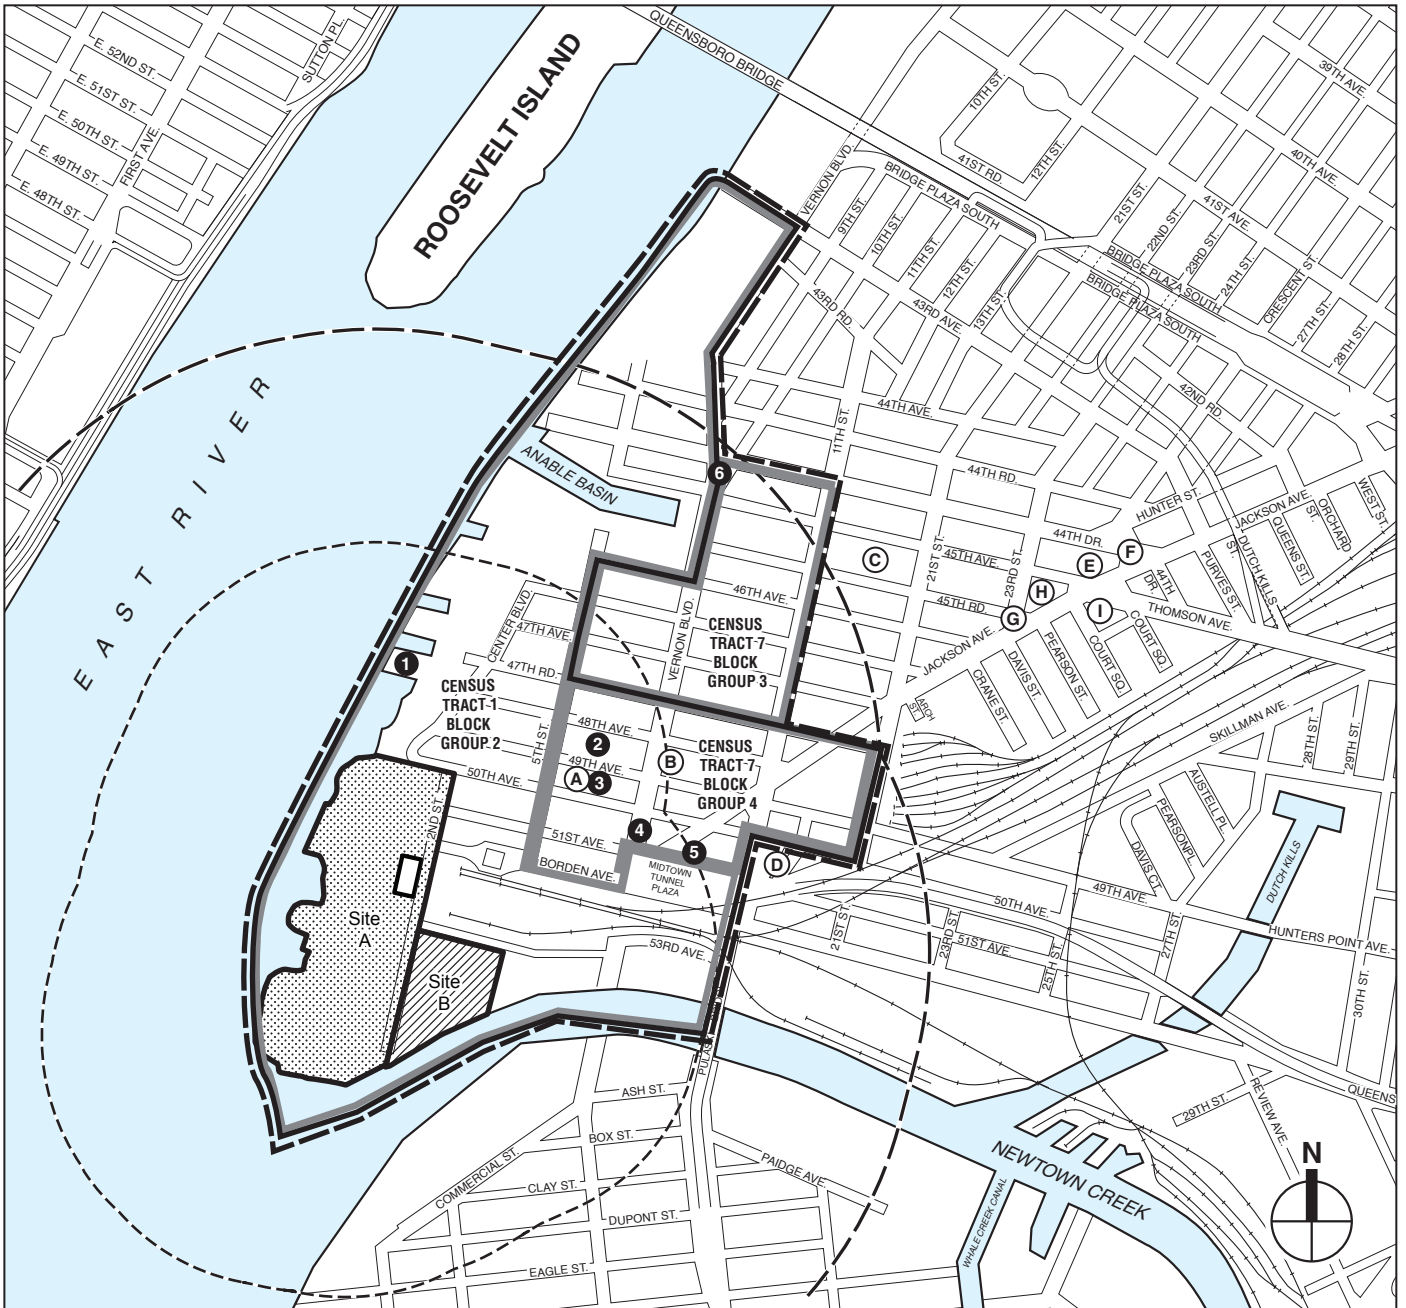 E. 52ND ST.
E. 51ST ST.
E. 50TH ST.
E. 49TH ST.
E. 48TH ST.
FIRST AVE.
SUTTON PL.
ROOSEVELT ISLAND
QUEENSBORO BRIDGE
EAST RIVER
VERNON BLVD.
10TH ST.
12TH ST.
41ST RD.
39TH AVE.
40TH AVE.
41ST AVE.
BRIDGE PLAZA SOUTH
9TH ST.
10TH ST.
11TH ST.
12TH ST.
13TH ST.
21ST ST.
22ND ST.
23RD ST.
24TH ST.
CRESCENT ST.
27TH ST.
28TH ST.
BRIDGE PLAZA SOUTH
BRIDGE PLAZA SOUTH
43RD RD.
43RD AVE.
42ND RD.
44TH AVE.
11TH ST.
44TH RD.
ANABLE BASIN
6
HUNTER ST.
JACKSON AVE.
ORCHARD
ST.
WEST ST.
QUEENS ST.
DUTCH KILLS
ST.
PURVES ST.
44TH DR.
45TH AVE.
21ST ST.
23RD ST.
45TH RD.
44TH
DR.
THOMSON AVE.
C
E
F
G
H
I
COURT SQ.
COURT SQ.
PEARSON ST.
DAVIS ST.
CRANE ST.
JACKSON AVE.
ARCH
ST.
46TH AVE.
VERNON BLVD.
CENSUS
TRACT 7
BLOCK
GROUP 3
CENTER BLVD.
47TH AVE.
47TH RD.
1
CENSUS
TRACT 1
BLOCK
GROUP 2
48TH AVE.
2
49TH AVE.
A
3
B
5TH ST.
50TH AVE.
CENSUS
TRACT 7
BLOCK
GROUP 4
4
51ST AVE.
5
BORDEN AVE.
MIDTOWN
TUNNEL
PLAZA
D
2ND ST.
Site
A
Site
B
53RD AVE.
SKILLMAN AVE.
28TH ST.
29TH ST.
AUSTELL PL.
PEARSON PL.
DAVIS CT.
DUTCH KILLS
49TH AVE.
50TH AVE.
51ST AVE.
21ST ST.
23RD ST.
25TH ST.
27TH ST.
HUNTERS POINT AVE.
30TH ST.
QUEENS
REVIEW AVE.
29TH ST.
ASH ST.
BOX ST.
COMMERCIAL ST.
CLAY ST.
DUPONT ST.
EAGLE ST.
PAIDGE AVE.
NEWTOWN CREEK
WHALE CREEK CANAL
N